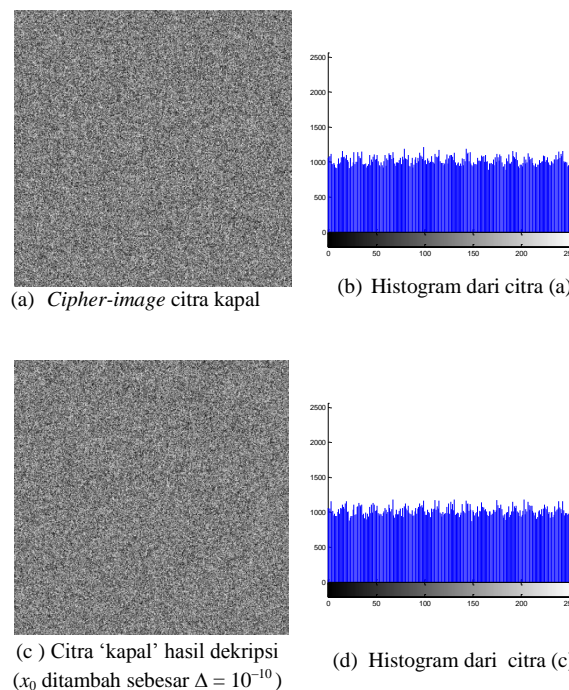 2500
2000
1500
1000
500
0
0 50 100 150 200 25
(a) Cipher-image citra kapal
(b) Histogram dari citra (a)
2500
2000
1500
1000
500
0
0 50 100 150 200 25
(c ) Citra ‘kapal’ hasil dekripsi
(x₀ ditambah sebesar Δ = 10⁻¹⁰ )
(d) Histogram dari citra (c)